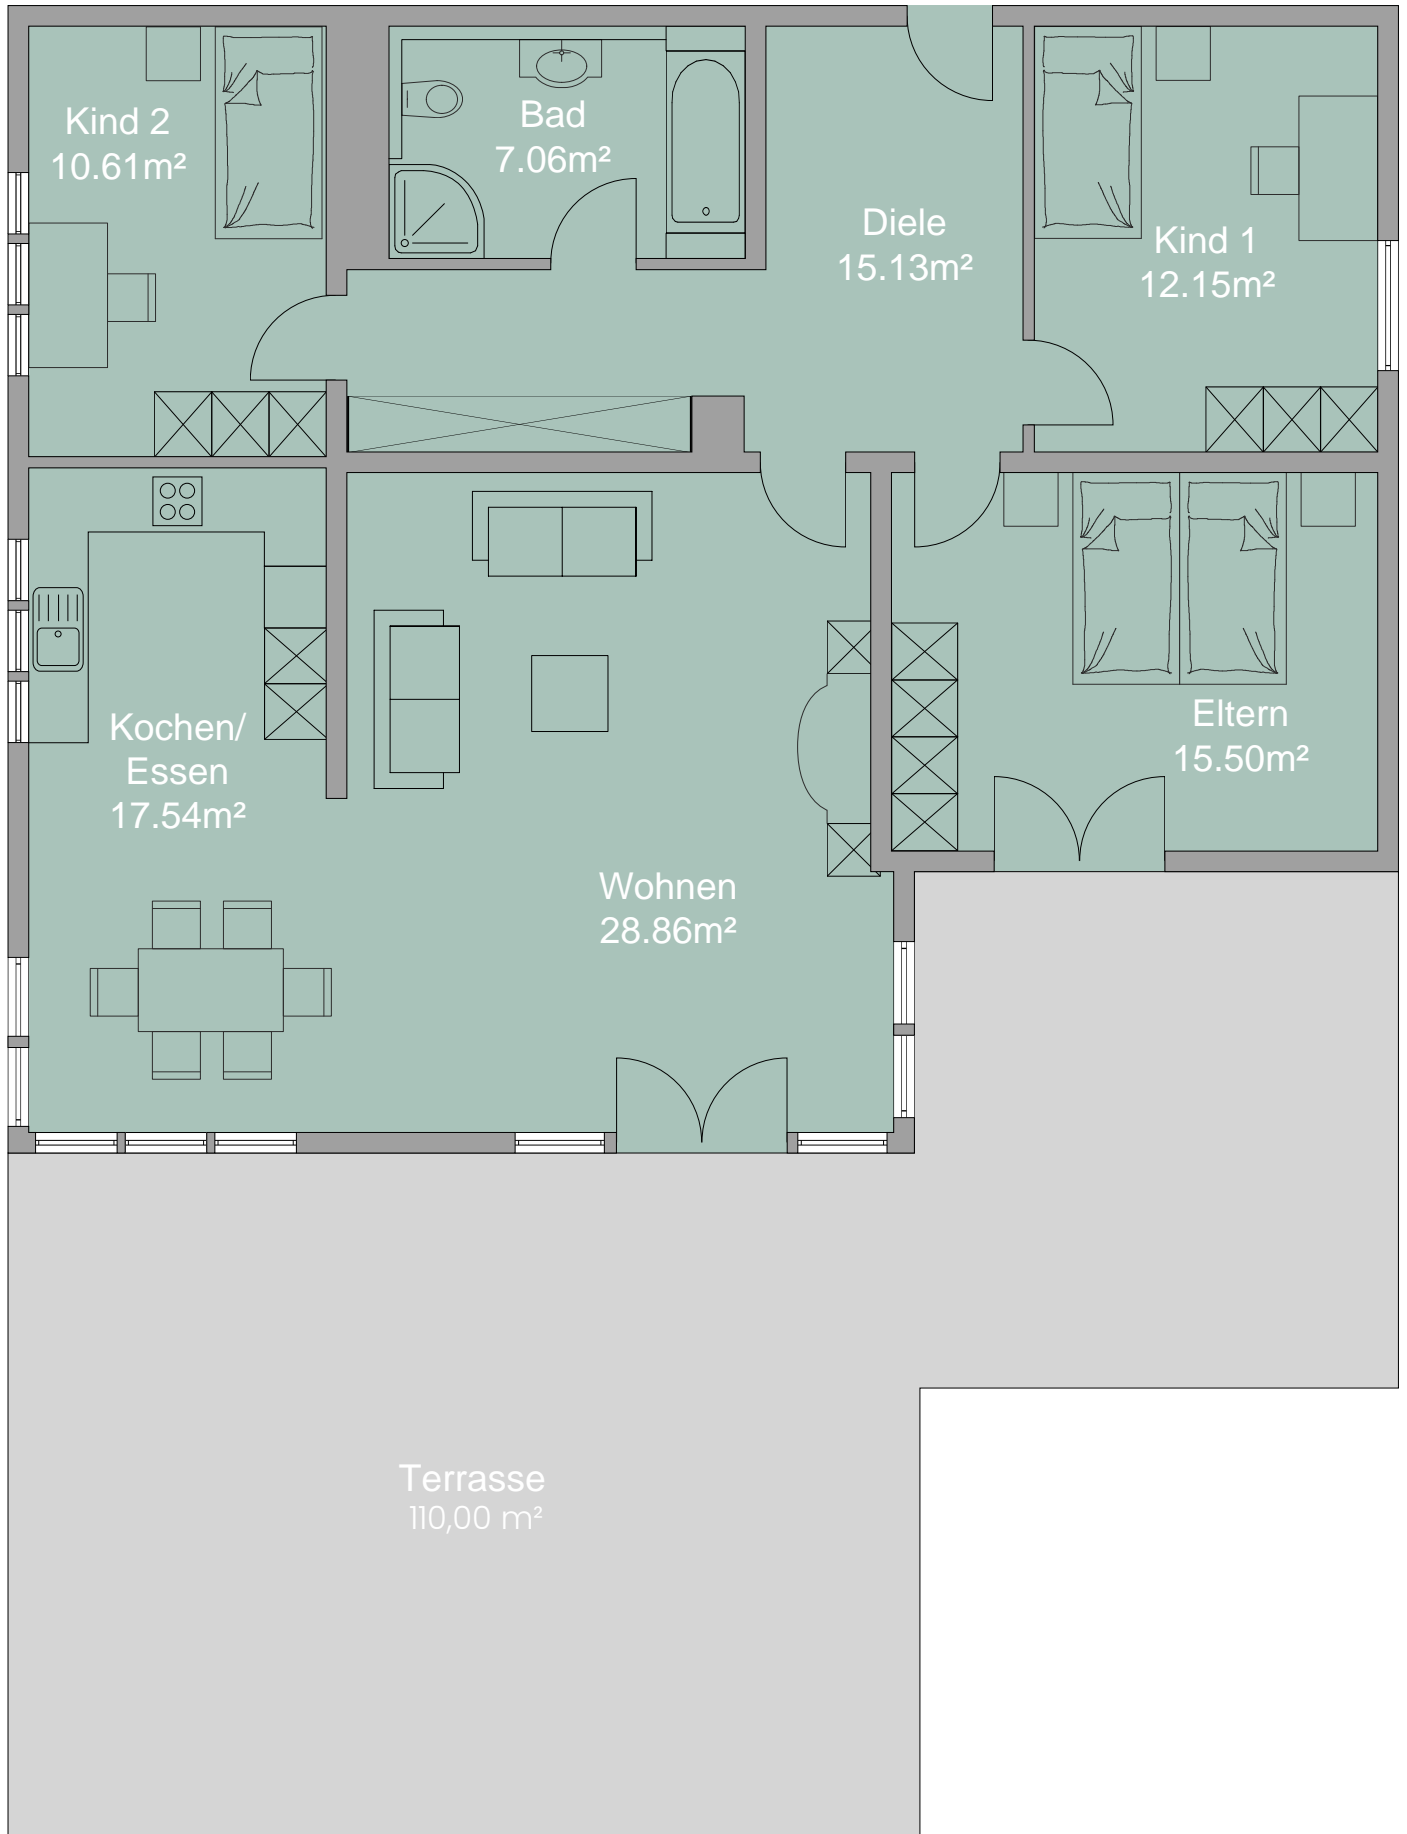 Kind 2
10.61m²
Bad
7.06m²
Diele
15.13m²
Kind 1
12.15m²
Kochen/
Essen
17.54m²
Eltern
15.50m²
Wohnen
28.86m²
Terrasse
110,00 m²